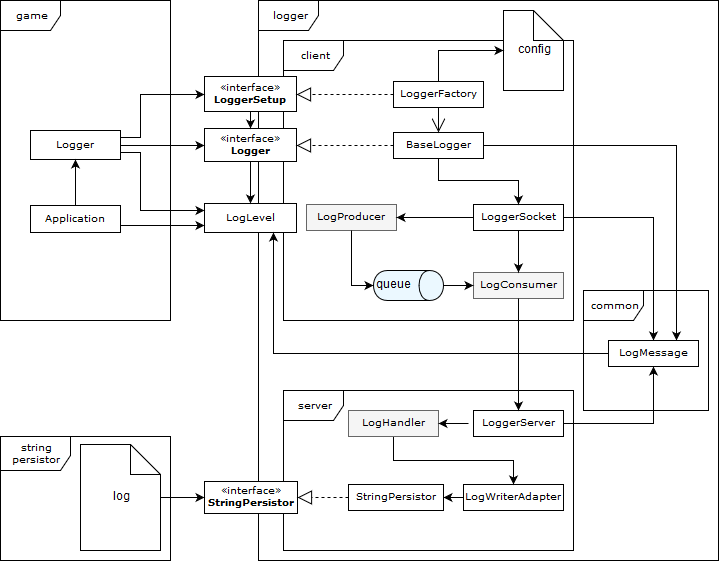 game
logger
client
config
«interface»
LoggerSetup
LoggerFactory
«interface»
Logger
Logger
BaseLogger
Application
LogLevel
LogProducer
LoggerSocket
queue
LogConsumer
common
LogMessage
server
LogHandler
LoggerServer
string
persistor
log
«interface»
StringPersistor
StringPersistor
LogWriterAdapter